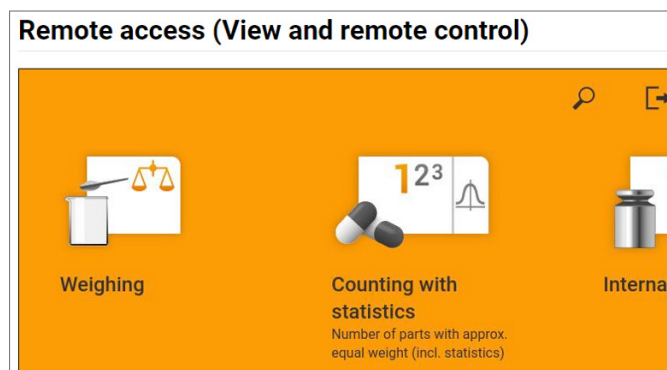 Remote access (View and remote control)
123
Weighing
Counting with
statistics
Number of parts with approx.
equal weight (incl. statistics)
Interna